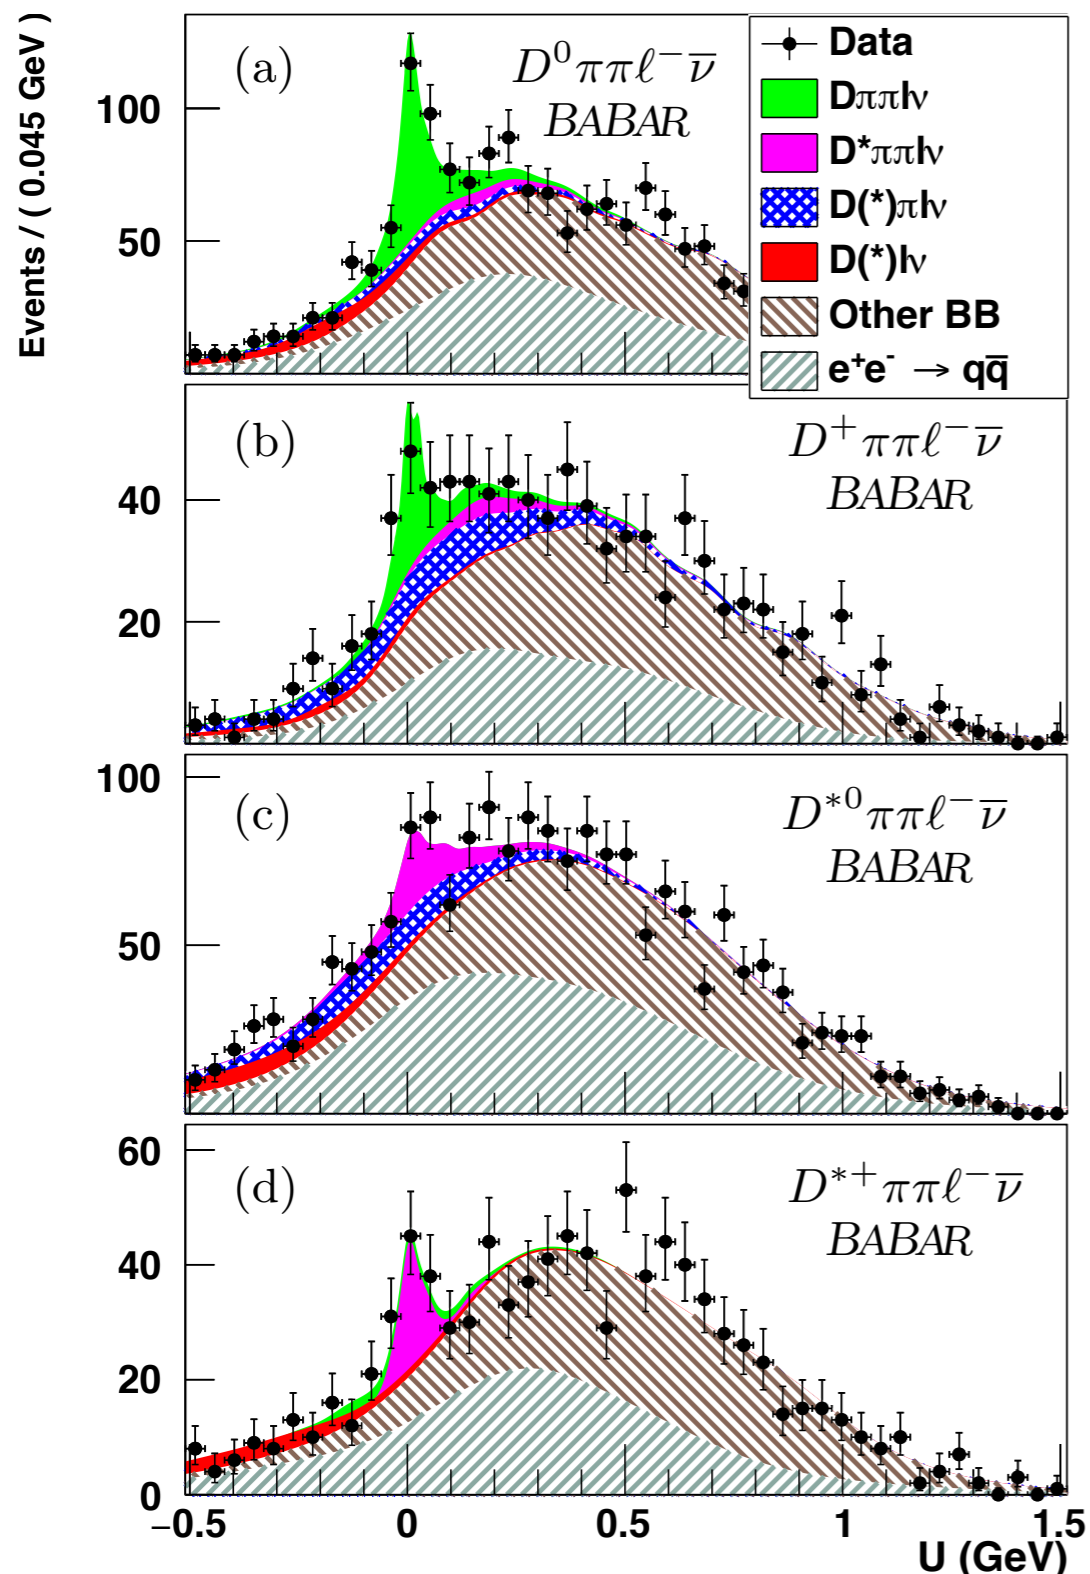 Events / ( 0.045 GeV )
(a)
D⁰ππℓ⁻ν̅
BABAR
100
50
Data
Dππlν
D*ππlν
D(*)πlν
D(*)lν
Other BB
e⁺e⁻ → qq̅
(b)
D⁺ππℓ⁻ν̅
BABAR
40
20
(c)
D*⁰ππℓ⁻ν̅
BABAR
100
50
(d)
D*⁺ππℓ⁻ν̅
BABAR
60
40
20
0
−0.5 0 0.5 1 1.5
U (GeV)